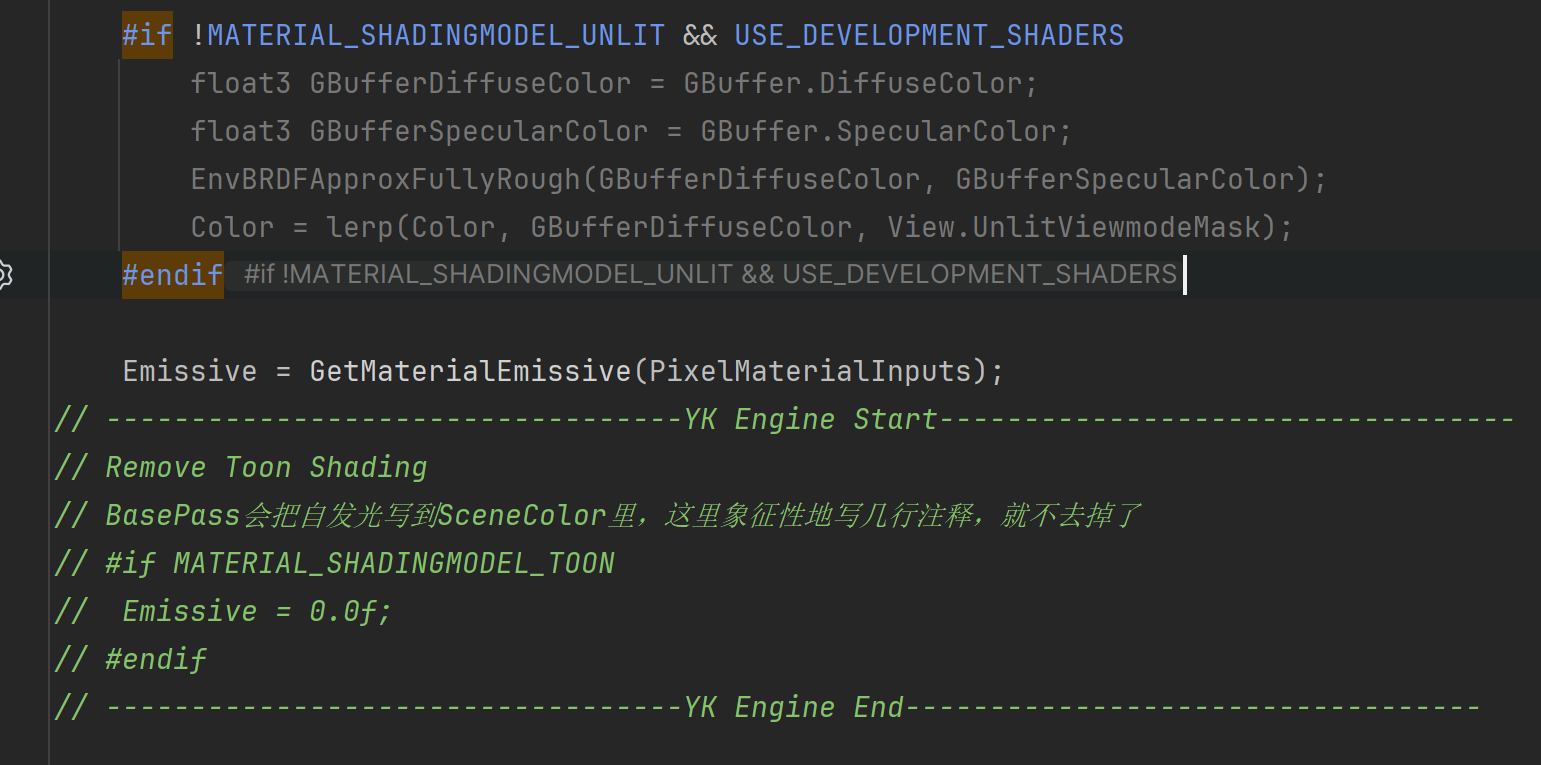 #if !MATERIAL_SHADINGMODEL_UNLIT && USE_DEVELOPMENT_SHADERS
float3 GBufferDiffuseColor = GBuffer.DiffuseColor;
float3 GBufferSpecularColor = GBuffer.SpecularColor;
EnvBRDFApproxFullyRough(GBufferDiffuseColor, GBufferSpecularColor);
Color = lerp(Color, GBufferDiffuseColor, View.UnlitViewmodeMask);
#endif #if !MATERIAL_SHADINGMODEL_UNLIT && USE_DEVELOPMENT_SHADERS
Emissive = GetMaterialEmissive(PixelMaterialInputs);
// ----------------------------------YK Engine Start----------------------------------
// Remove Toon Shading
// BasePass会把自发光写到SceneColor里，这里象征性地写几行注释，就不去掉了
// #if MATERIAL_SHADINGMODEL_TOON
//  Emissive = 0.0f;
// #endif
// ----------------------------------YK Engine End----------------------------------